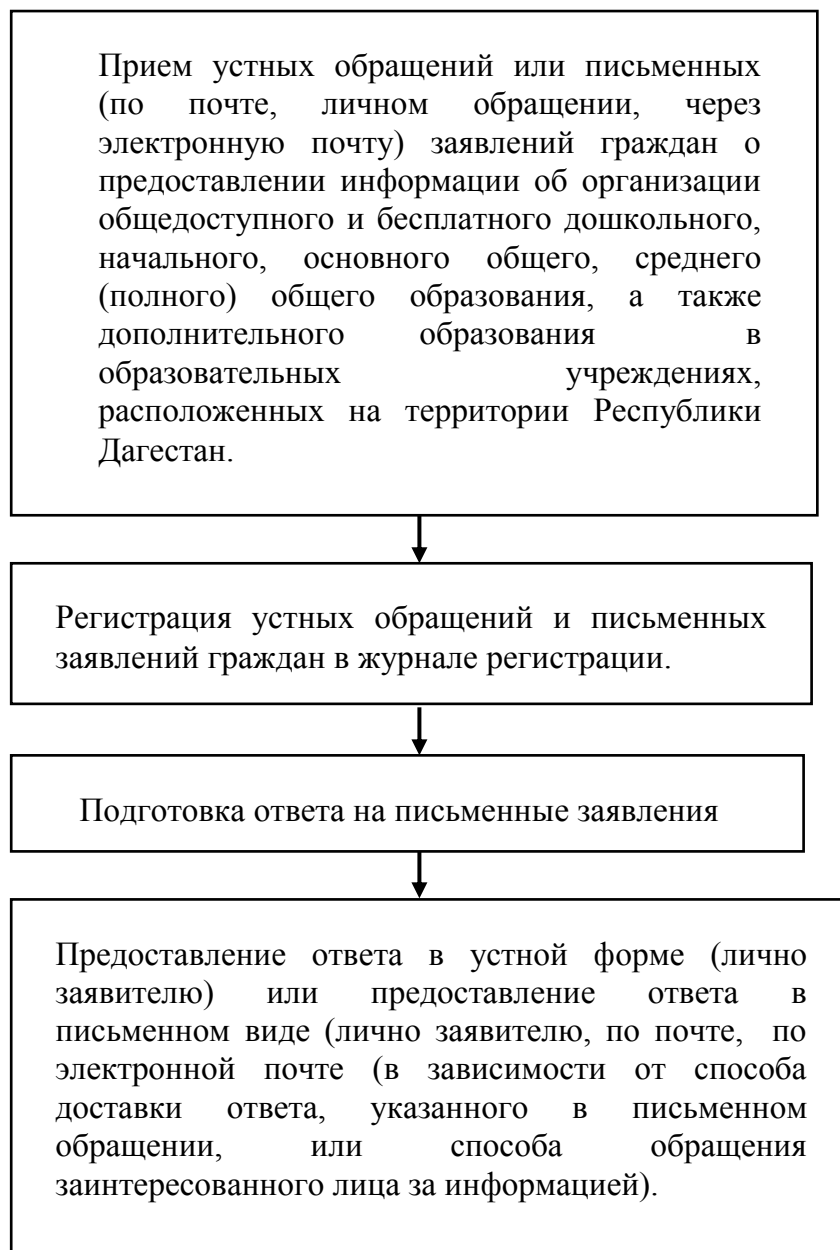 Прием устных обращений или письменных
(по почте, личном обращении, через
электронную почту) заявлений граждан о
предоставлении информации об организации
общедоступного и бесплатного дошкольного,
начального, основного общего, среднего
(полного) общего образования, а также
дополнительного образования в
образовательных учреждениях,
расположенных на территории Республики
Дагестан.
Регистрация устных обращений и письменных
заявлений граждан в журнале регистрации.
Подготовка ответа на письменные заявления
Предоставление ответа в устной форме (лично
заявителю) или предоставление ответа в
письменном виде (лично заявителю, по почте, по
электронной почте (в зависимости от способа
доставки ответа, указанного в письменном
обращении, или способа обращения
заинтересованного лица за информацией).